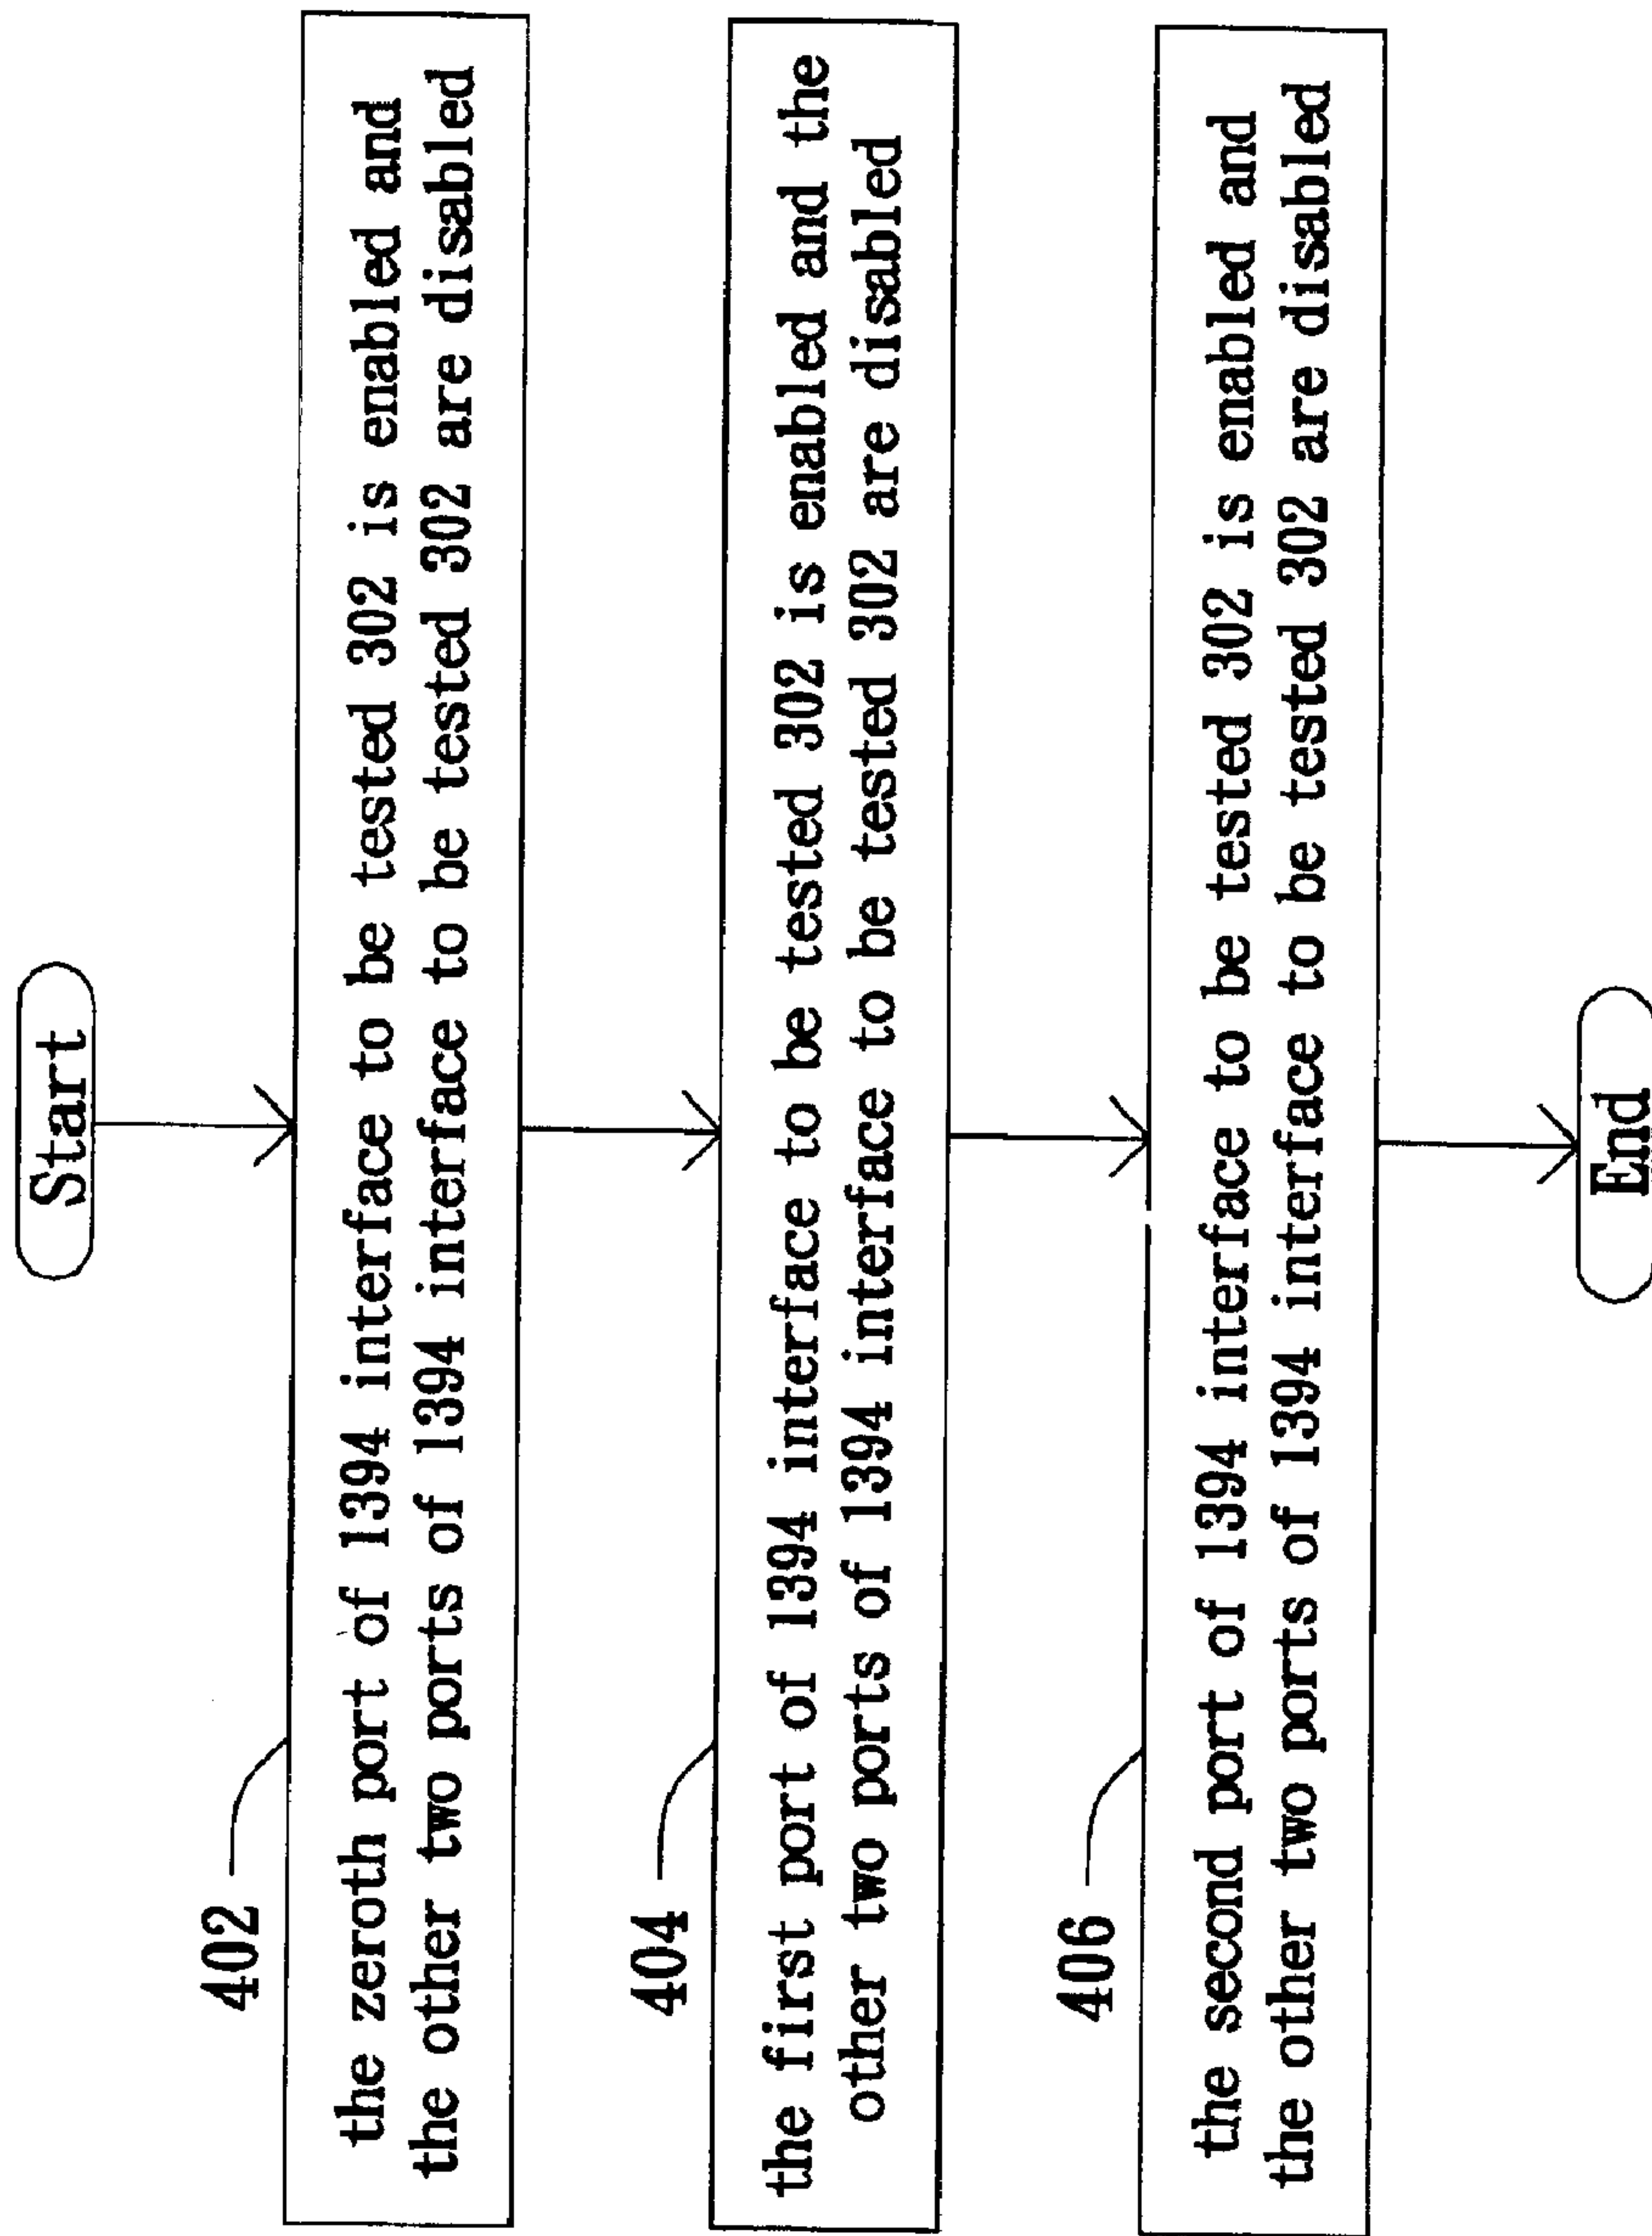 Start
402
the zeroth port of 1394 interface to be tested 302 is enabled and
the other two ports of 1394 interface to be tested 302 are disabled
404
the first port of 1394 interface to be tested 302 is enabled and the
other two ports of 1394 interface to be tested 302 are disabled
406
the second port of 1394 interface to be tested 302 is enabled and
the other two ports of 1394 interface to be tested 302 are disabled
End